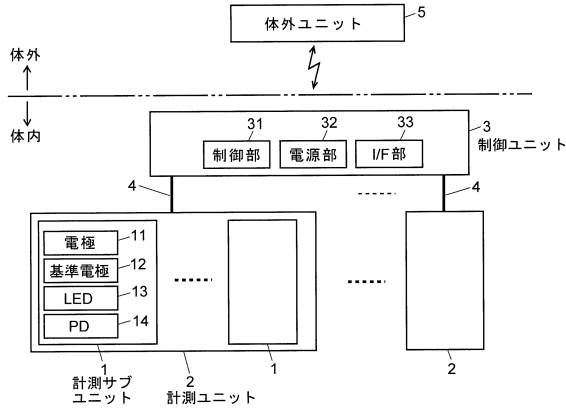 体外ユニット
5
体外
体内
31
32
33
3
制御部
電源部
I/F部
制御ユニット
4
4
電極
11
基準電極
12
LED
13
PD
14
1
2
1
2
計測サブ
ユニット
計測ユニット